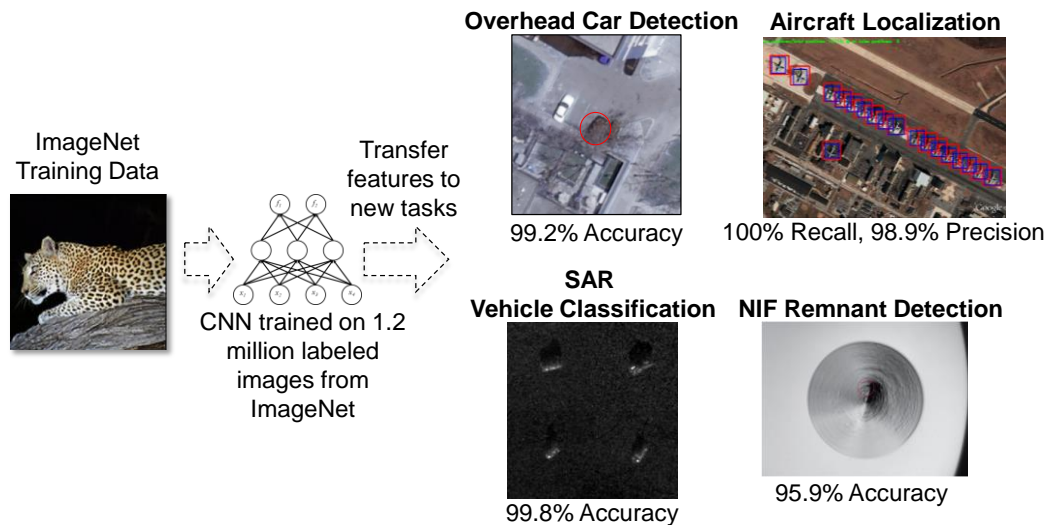 ImageNet
Training Data
CNN trained on 1.2
million labeled
images from
ImageNet
Transfer
features to
new tasks
Overhead Car Detection
99.2% Accuracy
Aircraft Localization
Google
100% Recall, 98.9% Precision
SAR
Vehicle Classification
99.8% Accuracy
NIF Remnant Detection
95.9% Accuracy